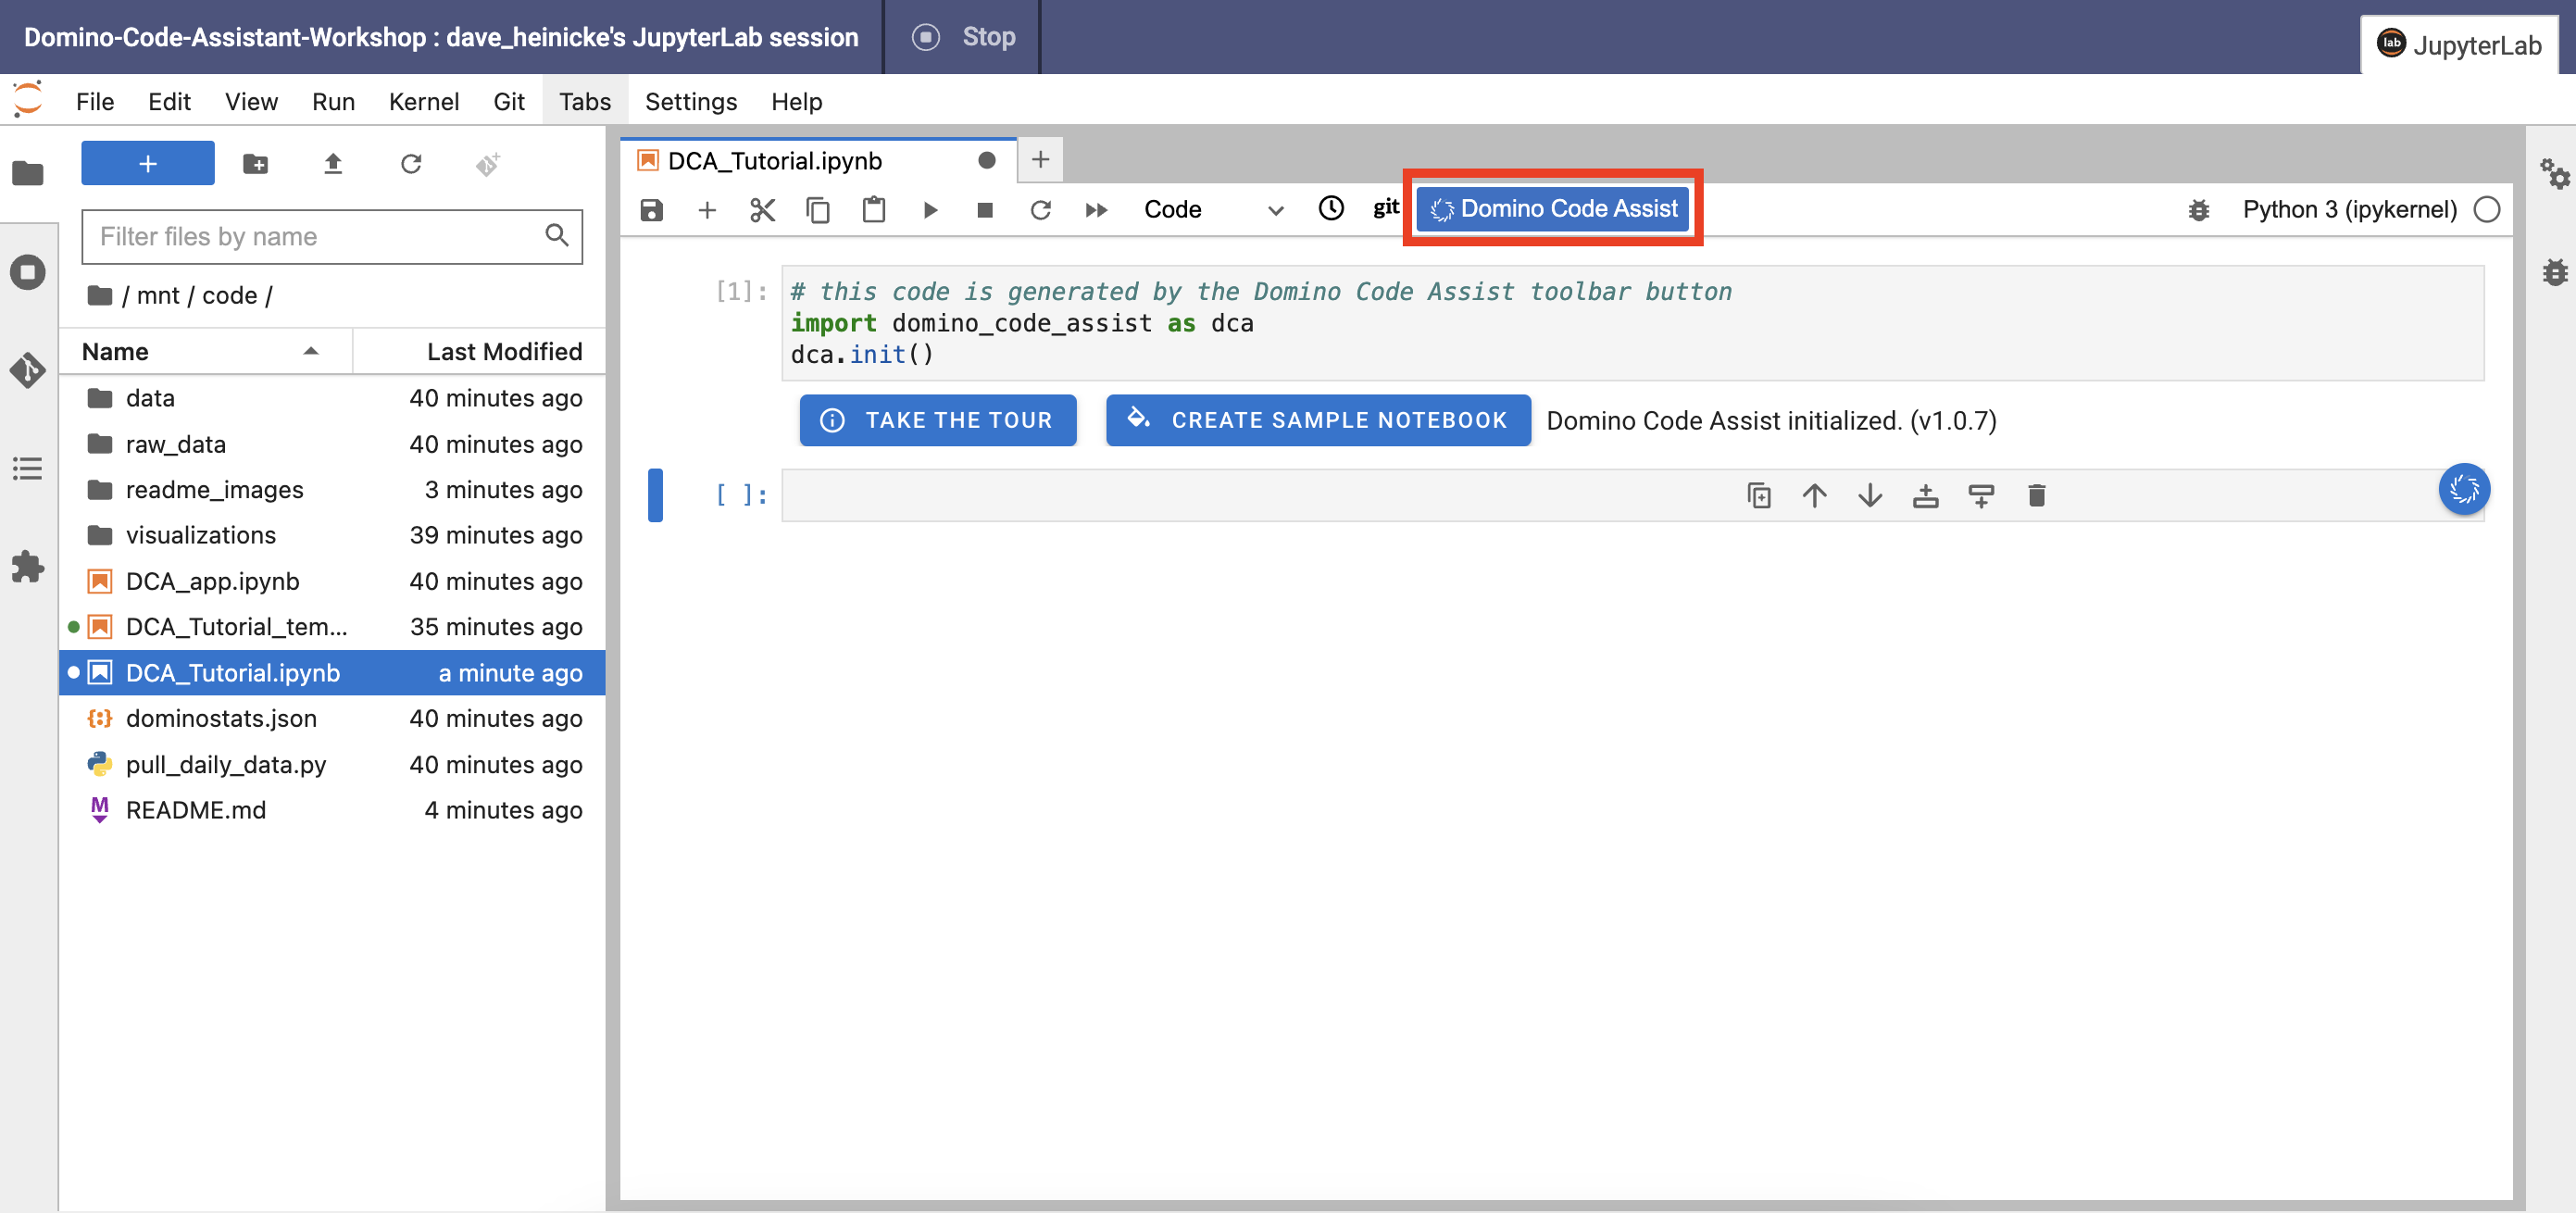 Domino-Code-Assistant-Workshop : dave_heinicke's JupyterLab session
Stop
lab JupyterLab
File Edit View Run Kernel Git Tabs Settings Help
+
Filter files by name
/ mnt / code /
Name Last Modified
data 40 minutes ago
raw_data 40 minutes ago
readme_images 3 minutes ago
visualizations 39 minutes ago
DCA_app.ipynb 40 minutes ago
DCA_Tutorial_tem... 35 minutes ago
DCA_Tutorial.ipynb a minute ago
dominostats.json 40 minutes ago
pull_daily_data.py 40 minutes ago
M README.md 4 minutes ago
DCA_Tutorial.ipynb
Code git Domino Code Assist Python 3 (ipykernel)
[1]: # this code is generated by the Domino Code Assist toolbar button
import domino_code_assist as dca
dca.init()
TAKE THE TOUR CREATE SAMPLE NOTEBOOK Domino Code Assist initialized. (v1.0.7)
[ ]: